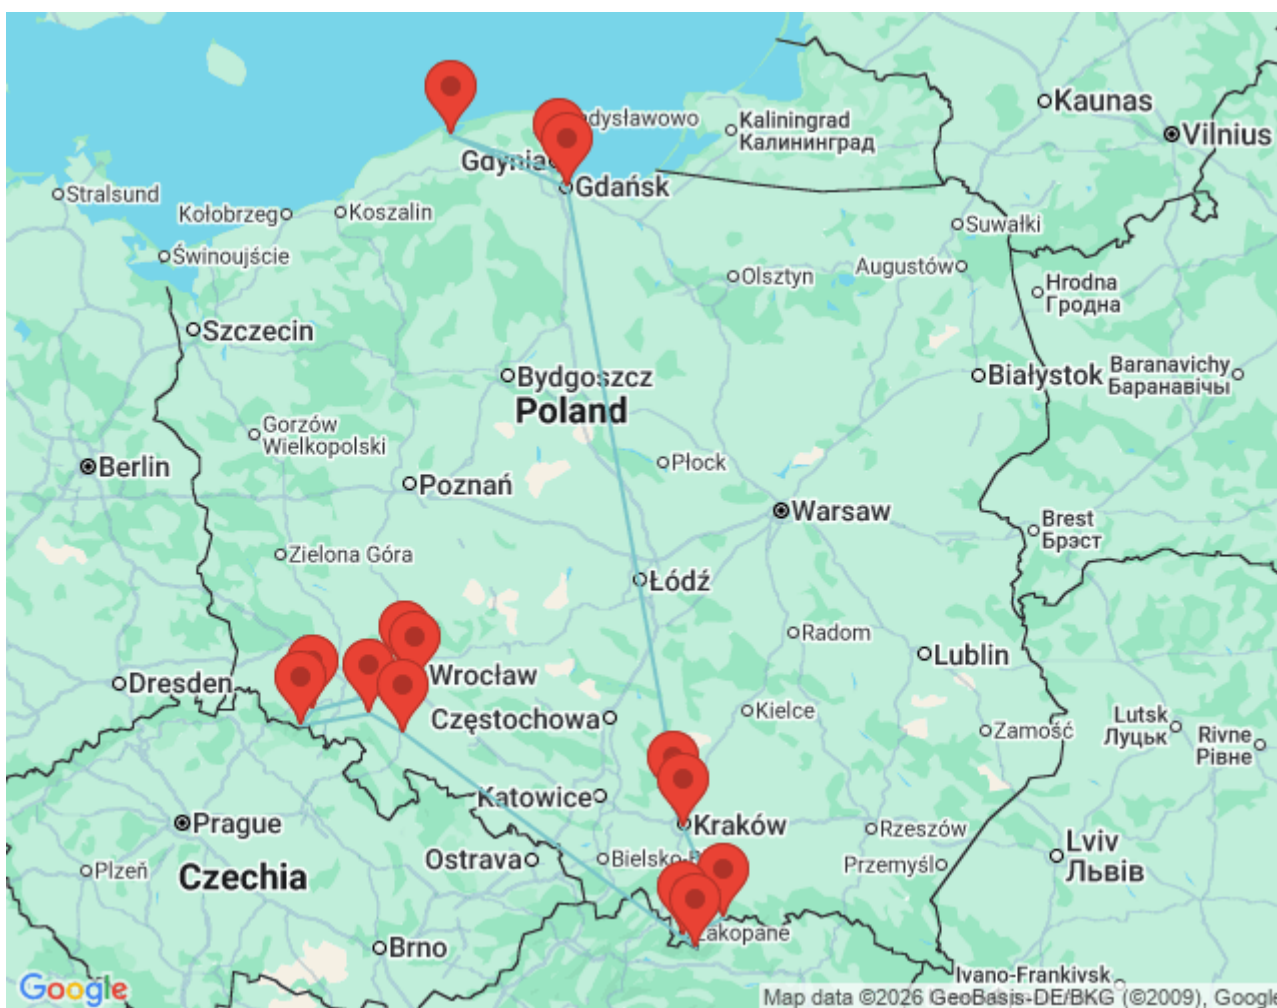 Kaunas
Vilnius
Kaliningrad
Калининград
Gdynia
Gdańsk
Stralsund
Kołobrzeg
Koszalin
Suwałki
Świnoujście
Augustów
Olsztyn
Hrodna
Гродна
Szczecin
Bydgoszcz
Białystok
Baranavichy
Баранавічы
Poland
Gorzów
Wielkopolski
Berlin
Płock
Poznań
Warsaw
Brest
Брэст
Zielona Góra
Łódź
Radom
Lublin
Wrocław
Dresden
Częstochowa
Kielce
Zamość
Lutsk
Луцьк
Rivne
Рівне
Katowice
Prague
Kraków
Rzeszów
Lviv
Львів
Ostrava
Bielsko-B
Przemyśl
Plzeň
Czechia
Zakopane
Brno
Ivano-Frankivsk
Google
Map data ©2026 GeoBasis-DE/BKG (©2009), Google